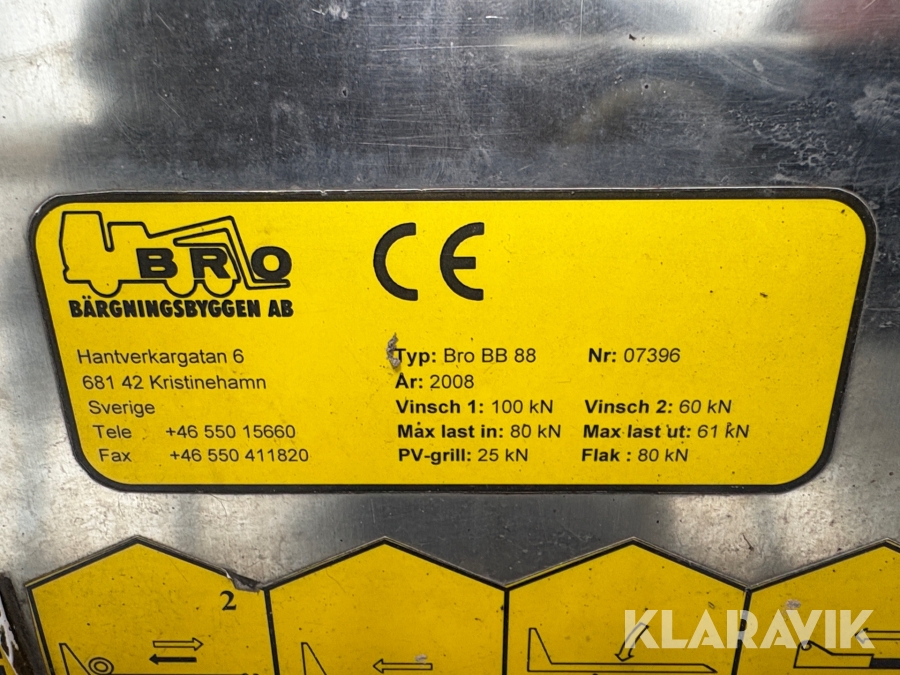 BRO
BÄRGNINGSBYGGEN AB
CE
Hantverkargatan 6
681 42 Kristinehamn
Sverige
Tele +46 550 15660
Fax +46 550 411820
Typ: Bro BB 88 Nr: 07396
År: 2008
Vinsch 1: 100 kN Vinsch 2: 60 kN
Max last in: 80 kN Max last ut: 61 kN
PV-grill: 25 kN Flak : 80 kN
2
KLARAVIK